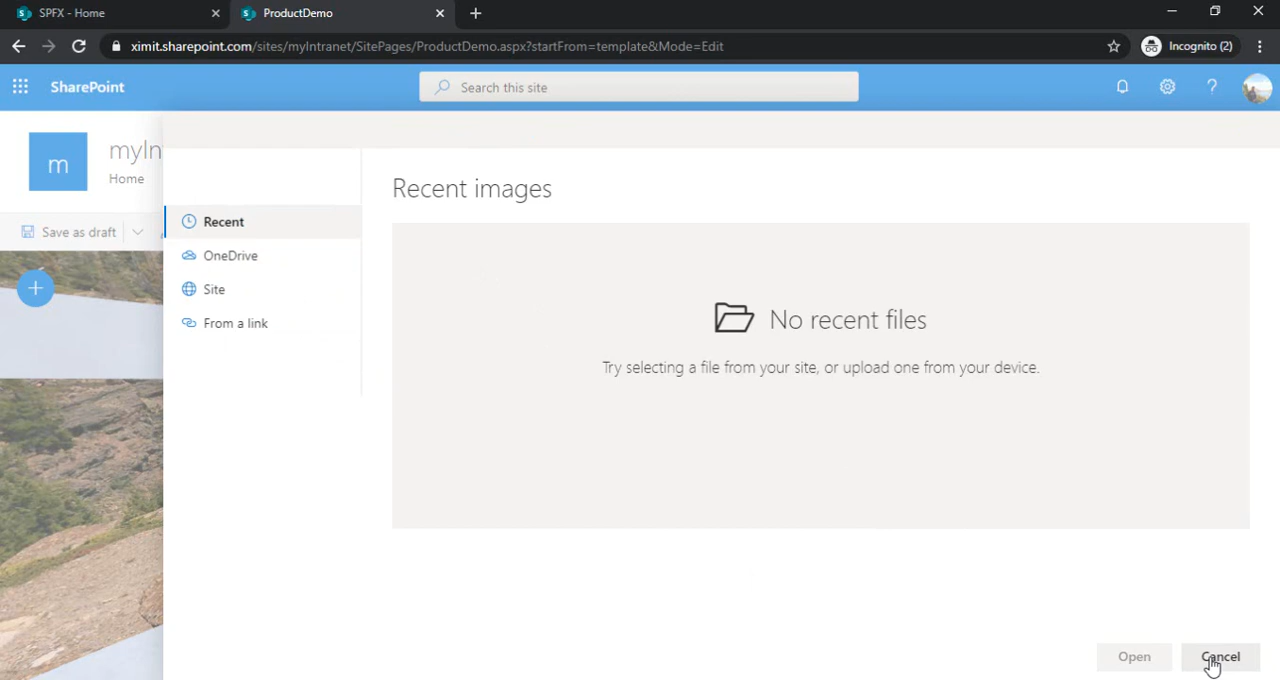 SPFX - Home
ProductDemo
ximit.sharepoint.com/sites/myIntranet/SitePages/ProductDemo.aspx?startFrom=template&Mode=Edit
Incognito (2)
SharePoint
Search this site
m
myInt
Home
Save as draft
Recent images
Recent
OneDrive
Site
From a link
No recent files
Try selecting a file from your site, or upload one from your device.
Open
Cancel